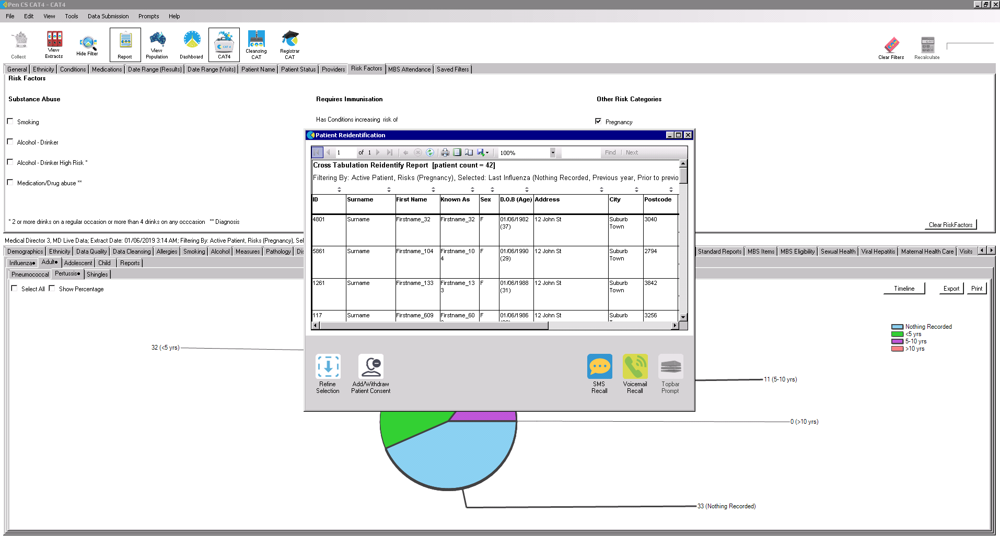 Pen CS CAT4 - CAT4
File Edit View Tools Data Submission Prompts Help
Collect
View Extracts
Hide Filter
Report
View Population
Dashboard
CAT4
CAT 4
Cleansing CAT
Registrar CAT
Clear Filters
Recalculate
General Ethnicity Conditions Medications Date Range (Results) Date Range (Visits) Patient Name Patient Status Providers Risk Factors MBS Attendance Saved Filters
Risk Factors
Substance Abuse
Smoking
Alcohol - Drinker
Alcohol - Drinker High Risk *
Medication/Drug abuse **
* 2 or more drinks on a regular occasion or more than 4 drinks on any occcasion ** Diagnosis
Requires Immunisation
Has Conditions increasing risk of
Other Risk Categories
Pregnancy
Clear RiskFactors
Medical Director 3, MD Live Data; Extract Date: 01/06/2019 3:14 AM; Filtering By: Active Patient, Risks (Pregnancy), Sel
Demographics Ethnicity Data Quality Data Cleansing Allergies Smoking Alcohol Measures Pathology Dis
Standard Reports MBS Items MBS Eligibility Sexual Health Viral Hepatitis Maternal Health Care Visits
Influenza● Adult● Adolescent Child Reports
Pneumococcal Pertussis● Shingles
Select All Show Percentage
Timeline Export Print
Patient Reidentification
1 of 1 100% Find Next
Cross Tabulation Reidentify Report [patient count = 42]
Filtering By: Active Patient, Risks (Pregnancy), Selected: Last Influenza (Nothing Recorded, Previous year, Prior to previo
ID Surname First Name Known As Sex D.O.B (Age) Address City Postcode
4801 Surname Firstname_32 Firstname_32 F 01/06/1982 12 John St Suburb 3040
(37) Town
5861 Surname Firstname_104 Firstname_10 F 01/06/1990 12 John St Suburb 2794
4 (29) Town
1261 Surname Firstname_133 Firstname_13 F 01/06/1988 12 John St Suburb 3842
3 (31) Town
117 Surname Firstname_609 Firstname_60 F 01/06/1986 12 John St Suburb 3256
Refine Selection
Add/Withdraw Patient Consent
SMS Recall
Voicemail Recall
Topbar Prompt
Nothing Recorded
<5 yrs
5-10 yrs
>10 yrs
32 (<5 yrs)
11 (5-10 yrs)
0 (>10 yrs)
33 (Nothing Recorded)